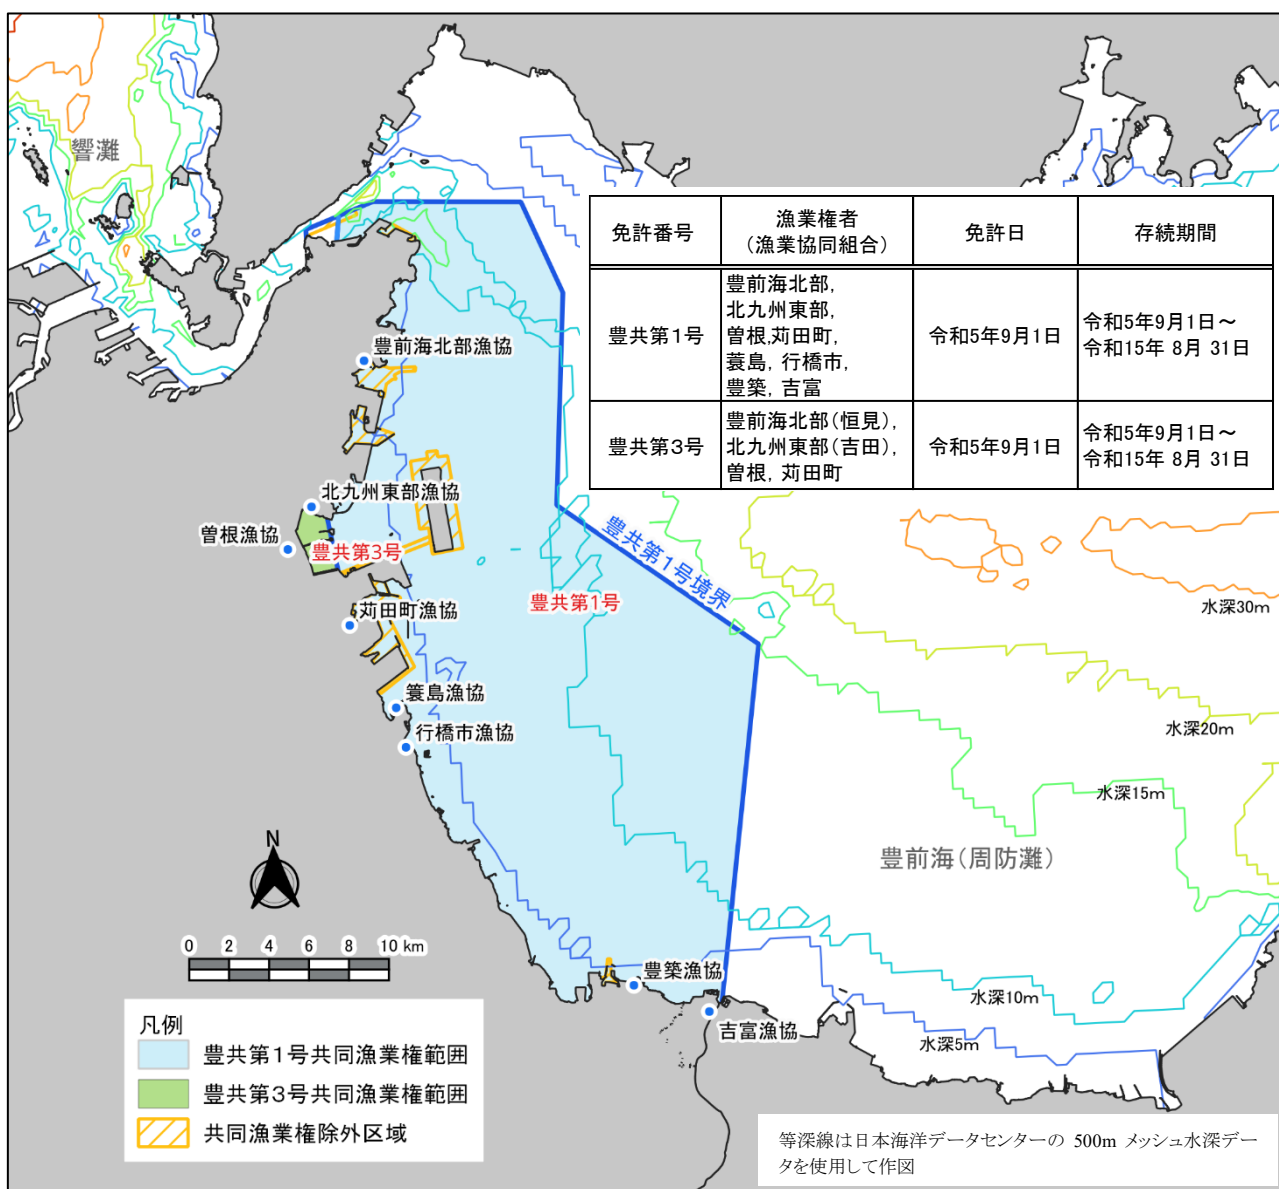 響灘
免許番号
漁業権者
（漁業協同組合）
免許日
存続期間
豊共第1号
豊前海北部，
北九州東部，
曽根,苅田町，
蓑島，行橋市，
豊築，吉富
令和5年9月1日
令和5年9月1日～
令和15年 8月 31日
豊共第3号
豊前海北部（恒見），
北九州東部（吉田），
曽根，苅田町
令和5年9月1日
令和5年9月1日～
令和15年 8月 31日
豊前海北部漁協
北九州東部漁協
曽根漁協
豊共第3号
豊共第1号境界
豊共第1号
水深30m
苅田町漁協
蓑島漁協
行橋市漁協
水深20m
水深15m
豊前海（周防灘）
N
0 2 4 6 8 10 km
豊築漁協
吉富漁協
水深10m
水深5m
凡例
豊共第1号共同漁業権範囲
豊共第3号共同漁業権範囲
共同漁業権除外区域
等深線は日本海洋データセンターの 500m メッシュ水深デー
タを使用して作図